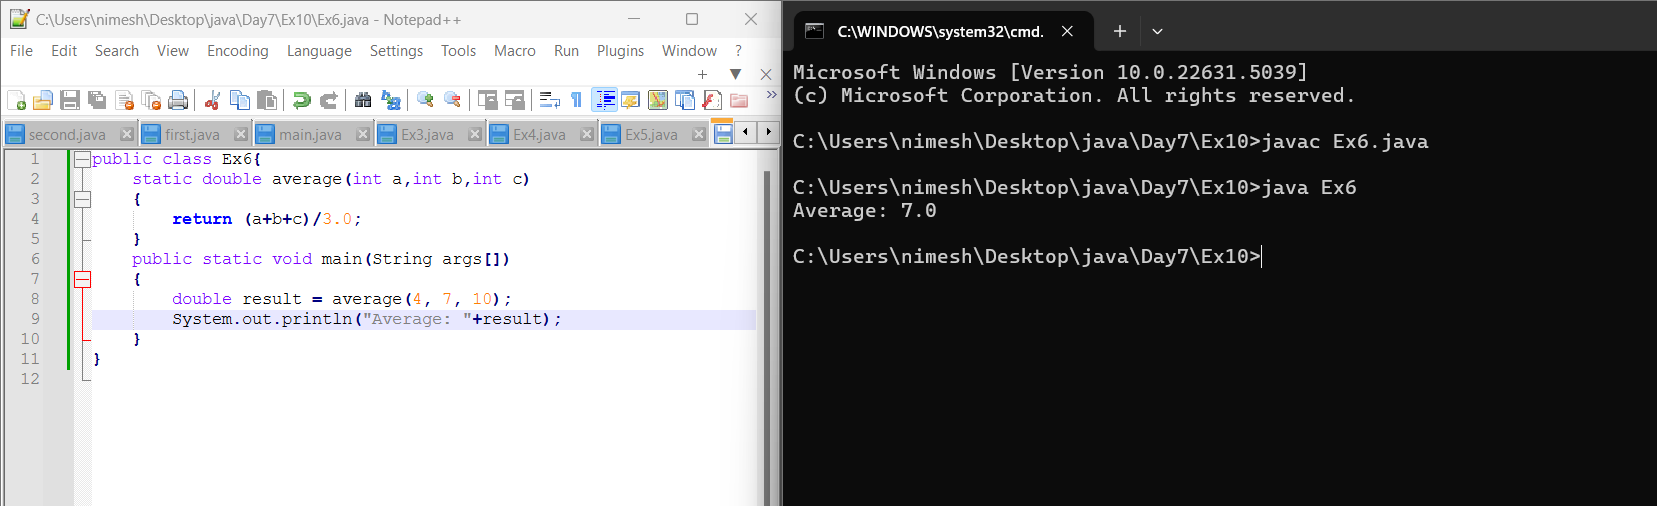 C:\Users\nimesh\Desktop\java\Day7\Ex10\Ex6.java - Notepad++
File Edit Search View Encoding Language Settings Tools Macro Run Plugins Window ?
second.java first.java main.java Ex3.java Ex4.java Ex5.java
1 public class Ex6{
2     static double average(int a,int b,int c)
3     {
4         return (a+b+c)/3.0;
5     }
6     public static void main(String args[])
7     {
8         double result = average(4, 7, 10);
9         System.out.println("Average: "+result);
10     }
11 }
12
C:\WINDOWS\system32\cmd.
Microsoft Windows [Version 10.0.22631.5039]
(c) Microsoft Corporation. All rights reserved.
C:\Users\nimesh\Desktop\java\Day7\Ex10>javac Ex6.java
C:\Users\nimesh\Desktop\java\Day7\Ex10>java Ex6
Average: 7.0
C:\Users\nimesh\Desktop\java\Day7\Ex10>